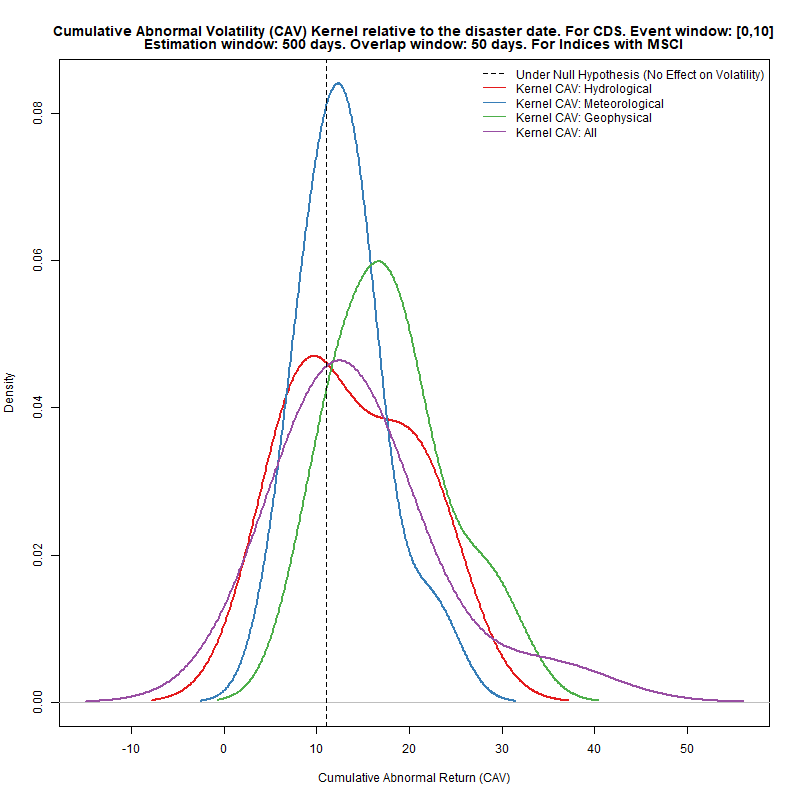 Cumulative Abnormal Volatility (CAV) Kernel relative to the disaster date. For CDS. Event window: [0,10]
Estimation window: 500 days. Overlap window: 50 days. For Indices with MSCI
Under Null Hypothesis (No Effect on Volatility)
Kernel CAV: Hydrological
Kernel CAV: Meteorological
Kernel CAV: Geophysical
Kernel CAV: All
Density
0.08
0.06
0.04
0.02
0.00
-10 0 10 20 30 40 50
Cumulative Abnormal Return (CAV)